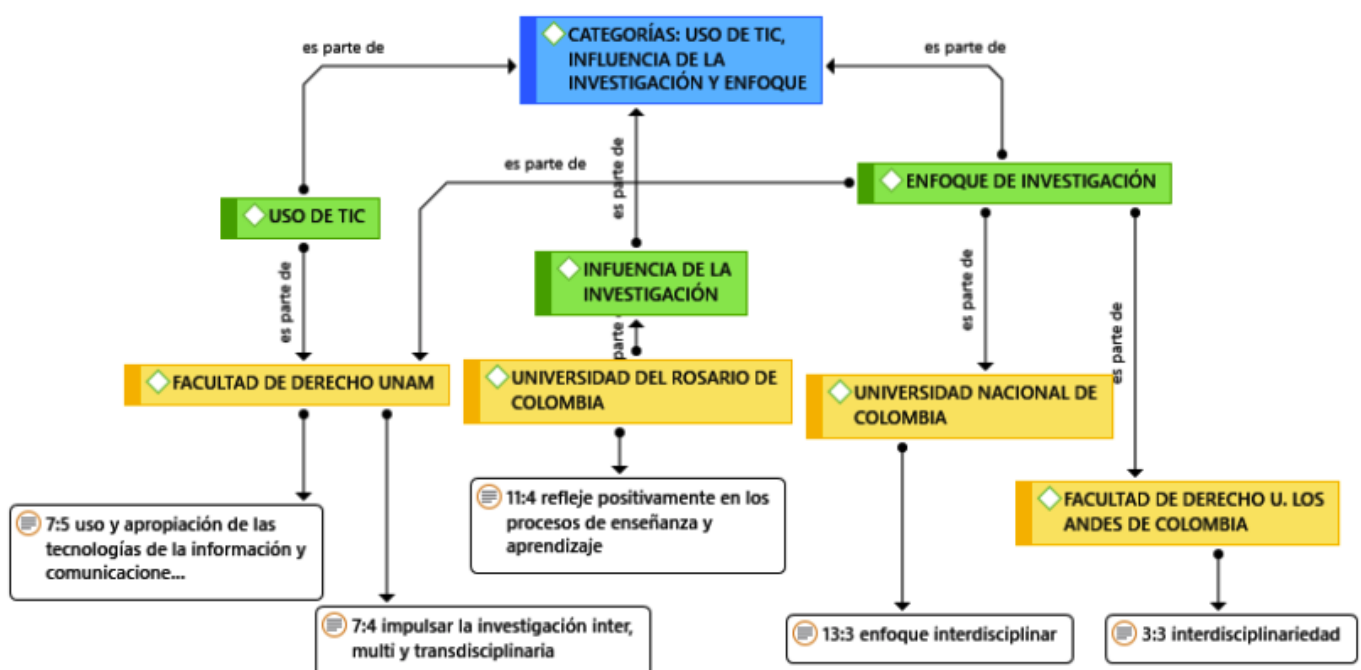 es parte de
CATEGORÍAS: USO DE TIC,
INFLUENCIA DE LA
INVESTIGACIÓN Y ENFOQUE
es parte de
es parte de
es parte de
ENFOQUE DE INVESTIGACIÓN
USO DE TIC
es parte de
INFUENCIA DE LA
INVESTIGACIÓN
es parte de
es parte de
parte
FACULTAD DE DERECHO UNAM
UNIVERSIDAD DEL ROSARIO DE
COLOMBIA
UNIVERSIDAD NACIONAL DE
COLOMBIA
7:5 uso y apropiación de las
tecnologías de la información y
comunicacione...
11:4 refleje positivamente en los
procesos de enseñanza y
aprendizaje
FACULTAD DE DERECHO U. LOS
ANDES DE COLOMBIA
7:4 impulsar la investigación inter,
multi y transdisciplinaria
13:3 enfoque interdisciplinar
3:3 interdisciplinariedad